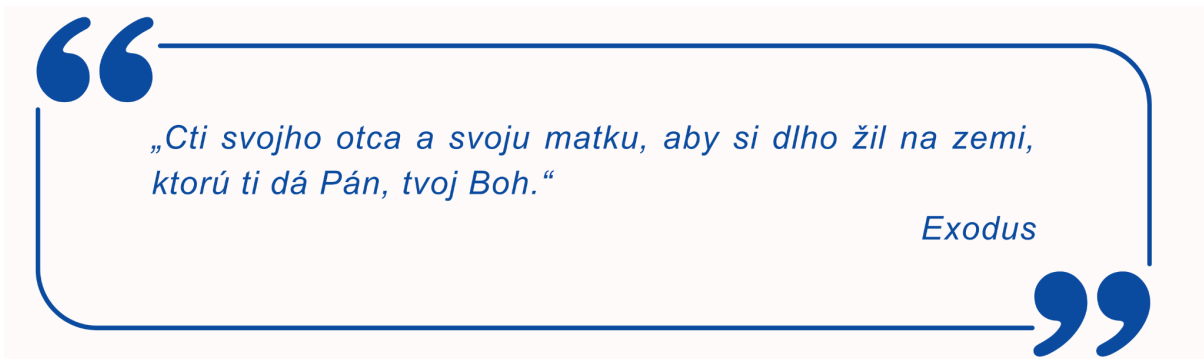 „Cti svojho otca a svoju matku, aby si dlho žil na zemi,
ktorú ti dá Pán, tvoj Boh.“
Exodus